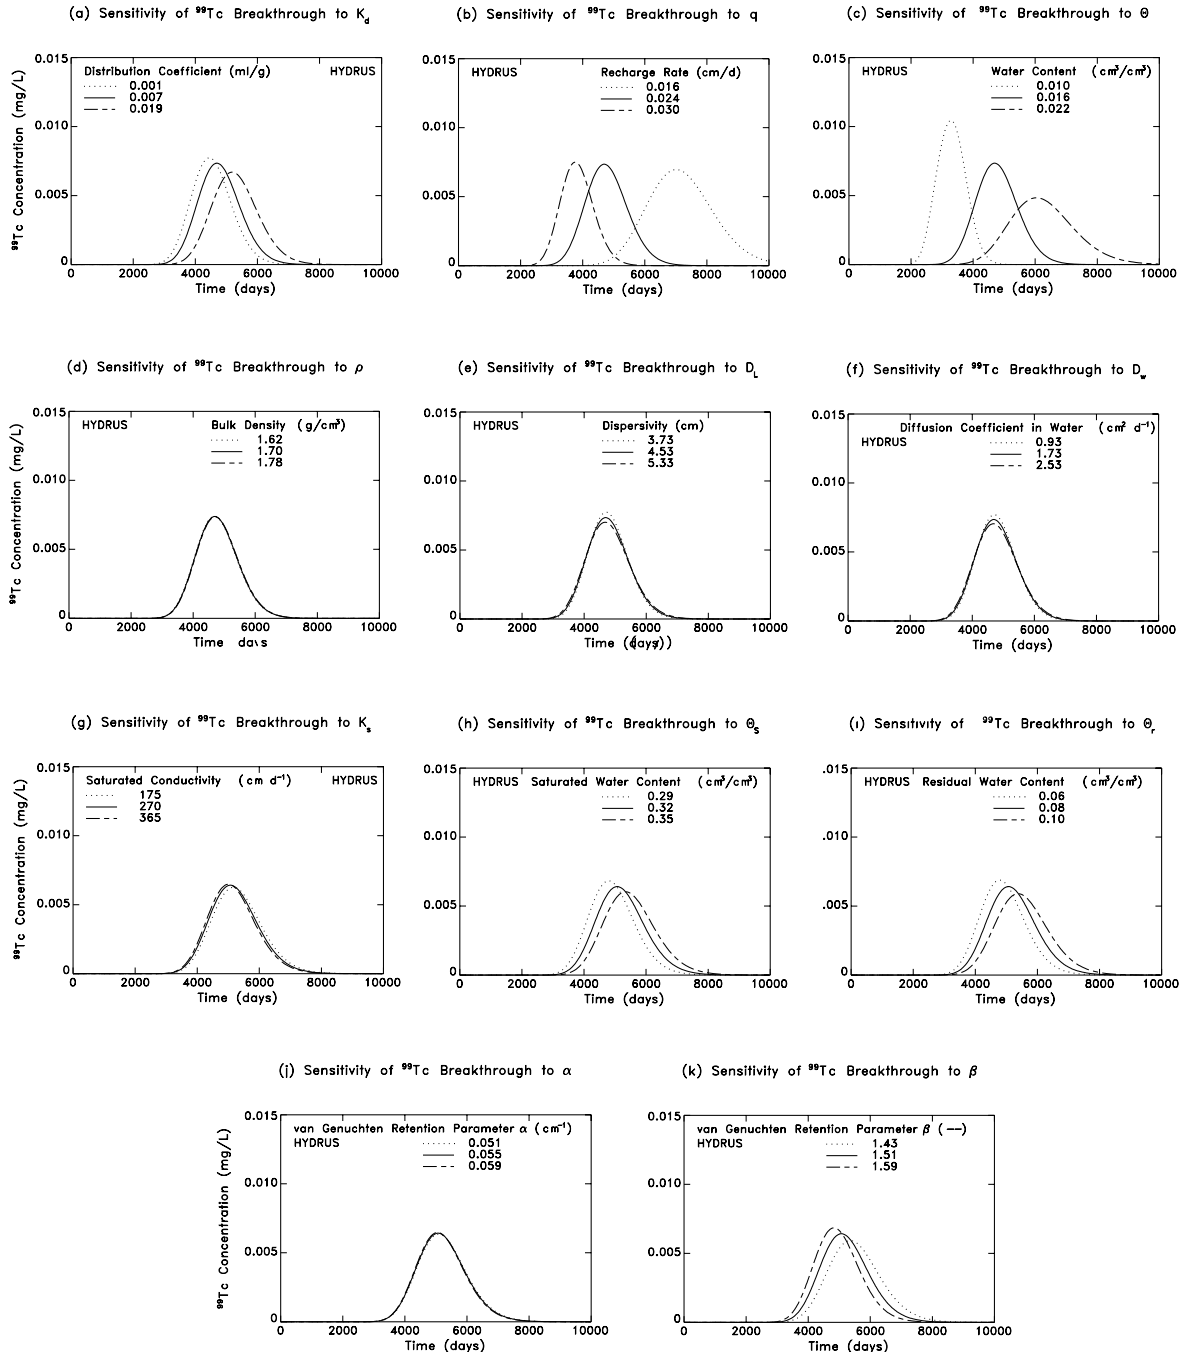 (a) Sensitivity of ⁹⁹Tc Breakthrough to K_d
(b) Sensitivity of ⁹⁹Tc Breakthrough to q
(c) Sensitivity of ⁹⁹Tc Breakthrough to Θ
⁹⁹Tc Concentration (mg/L)
0.015
0.010
0.005
0
Distribution Coefficient (ml/g)
HYDRUS
0.001
0.007
0.019
0 2000 4000 6000 8000 10000
Time (days)
0.015
0.010
0.005
0
HYDRUS
Recharge Rate (cm/d)
0.016
0.024
0.030
0 2000 4000 6000 8000 10000
Time (days)
0.015
0.010
0.005
0
HYDRUS
Water Content (cm³/cm³)
0.010
0.016
0.022
0 2000 4000 6000 8000 10000
Time (days)
(d) Sensitivity of ⁹⁹Tc Breakthrough to ρ
(e) Sensitivity of ⁹⁹Tc Breakthrough to D_L
(f) Sensitivity of ⁹⁹Tc Breakthrough to D_w
⁹⁹Tc Concentration (mg/L)
0.015
0.010
0.005
0
HYDRUS
Bulk Density (g/cm³)
1.62
1.70
1.78
0 2000 4000 6000 8000 10000
Time days
0.015
0.010
0.005
0
HYDRUS
Dispersivity (cm)
3.73
4.53
5.33
0 2000 4000 6000 8000 10000
Time
0.015
0.010
0.005
0
Diffusion Coefficient in Water (cm² d⁻¹)
HYDRUS
0.93
1.73
2.53
0 2000 4000 6000 8000 10000
Time (days)
(g) Sensitivity of ⁹⁹Tc Breakthrough to K_s
(h) Sensitivity of ⁹⁹Tc Breakthrough to Θ_S
(ı) Sensitivity of ⁹⁹Tc Breakthrough to Θ_r
⁹⁹Tc Concentration (mg/L)
0.015
0.010
0.005
0
Saturated Conductivity (cm d⁻¹)
HYDRUS
175
270
365
0 2000 4000 6000 8000 10000
Time (days)
0.015
0.010
0.005
0
HYDRUS Saturated Water Content (cm³/cm³)
0.29
0.32
0.35
0 2000 4000 6000 8000 10000
Time (days)
.015
.010
.005
0
HYDRUS Residual Water Content (cm³/cm³)
0.06
0.08
0.10
0 2000 4000 6000 8000 10000
Time (days)
(j) Sensitivity of ⁹⁹Tc Breakthrough to α
(k) Sensitivity of ⁹⁹Tc Breakthrough to β
⁹⁹Tc Concentration (mg/L)
0.015
0.010
0.005
0
van Genuchten Retention Parameter α (cm⁻¹)
HYDRUS
0.051
0.055
0.059
0 2000 4000 6000 8000 10000
Time (days)
0.015
0.010
0.005
0
van Genuchten Retention Parameter β (--)
HYDRUS
1.43
1.51
1.59
0 2000 4000 6000 8000 10000
Time (days)